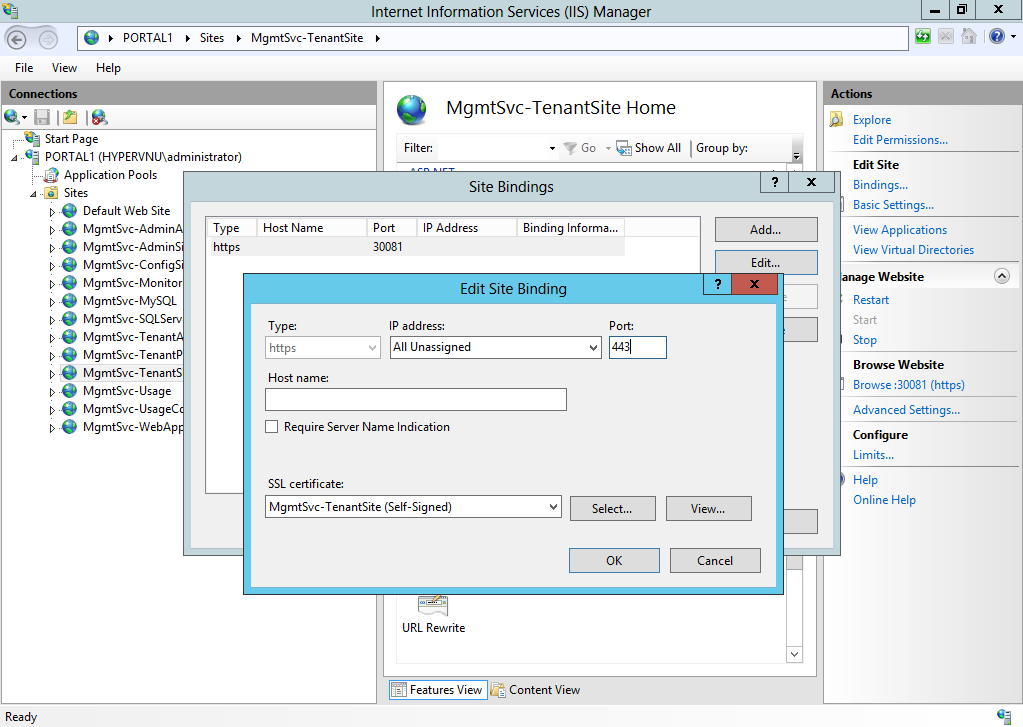 Internet Information Services (IIS) Manager
PORTAL1 Sites MgmtSvc-TenantSite
File View Help
Connections
Start Page
PORTAL1 (HYPERVNU\administrator)
Application Pools
Sites
Default Web Site
MgmtSvc-AdminA
MgmtSvc-AdminSi
MgmtSvc-ConfigSi
MgmtSvc-Monitor
MgmtSvc-MySQL
MgmtSvc-SQLServ
MgmtSvc-TenantA
MgmtSvc-TenantP
MgmtSvc-TenantS
MgmtSvc-Usage
MgmtSvc-UsageCo
MgmtSvc-WebApp
MgmtSvc-TenantSite Home
Filter: Go Show All Group by:
ASP.NET
Site Bindings
? X
Type Host Name Port IP Address Binding Informa...
https 30081
Add...
Edit...
Edit Site Binding
? X
Type: IP address: Port:
https All Unassigned 443
Host name:
Require Server Name Indication
SSL certificate:
MgmtSvc-TenantSite (Self-Signed) Select... View...
OK Cancel
URL Rewrite
Features View Content View
Actions
Explore
Edit Permissions...
Edit Site
Bindings...
Basic Settings...
View Applications
View Virtual Directories
anage Website
Restart
Start
Stop
Browse Website
Browse :30081 (https)
Advanced Settings...
Configure
Limits...
Help
Online Help
Ready